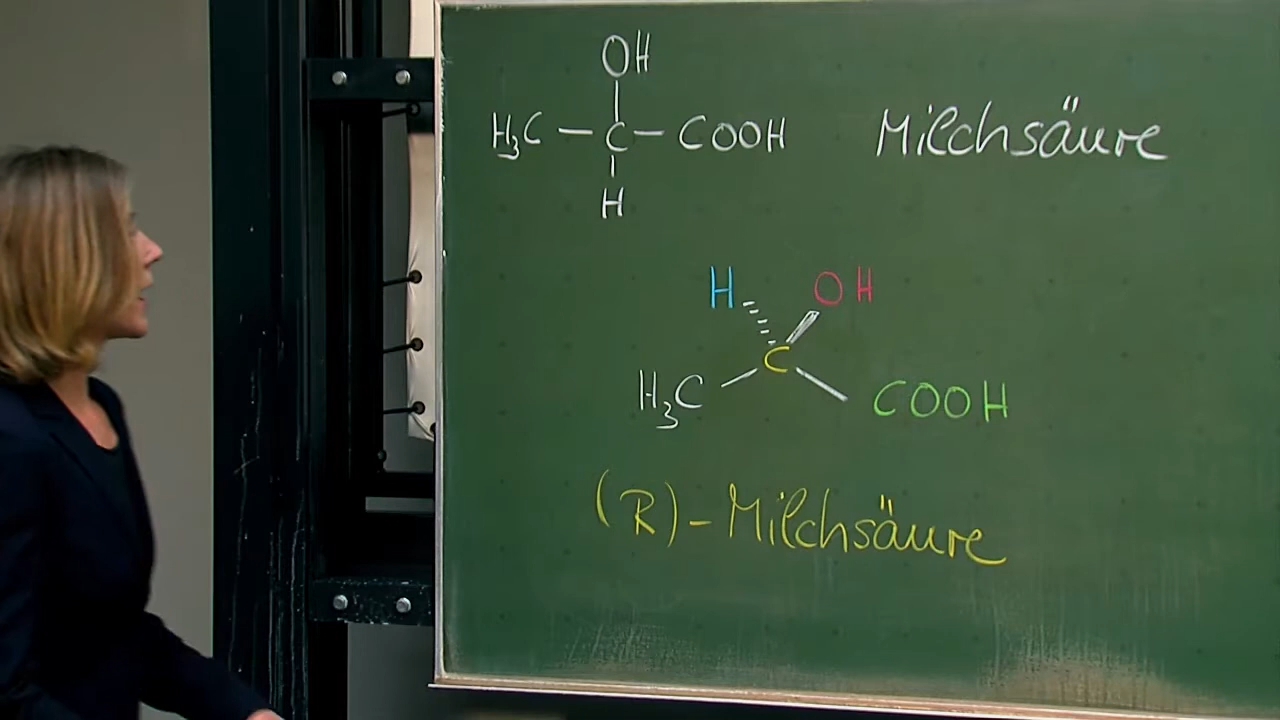 OH
H₃C – C – COOH Milchsäure
H
H OH
C
H₃C COOH
(R)-Milchsäure